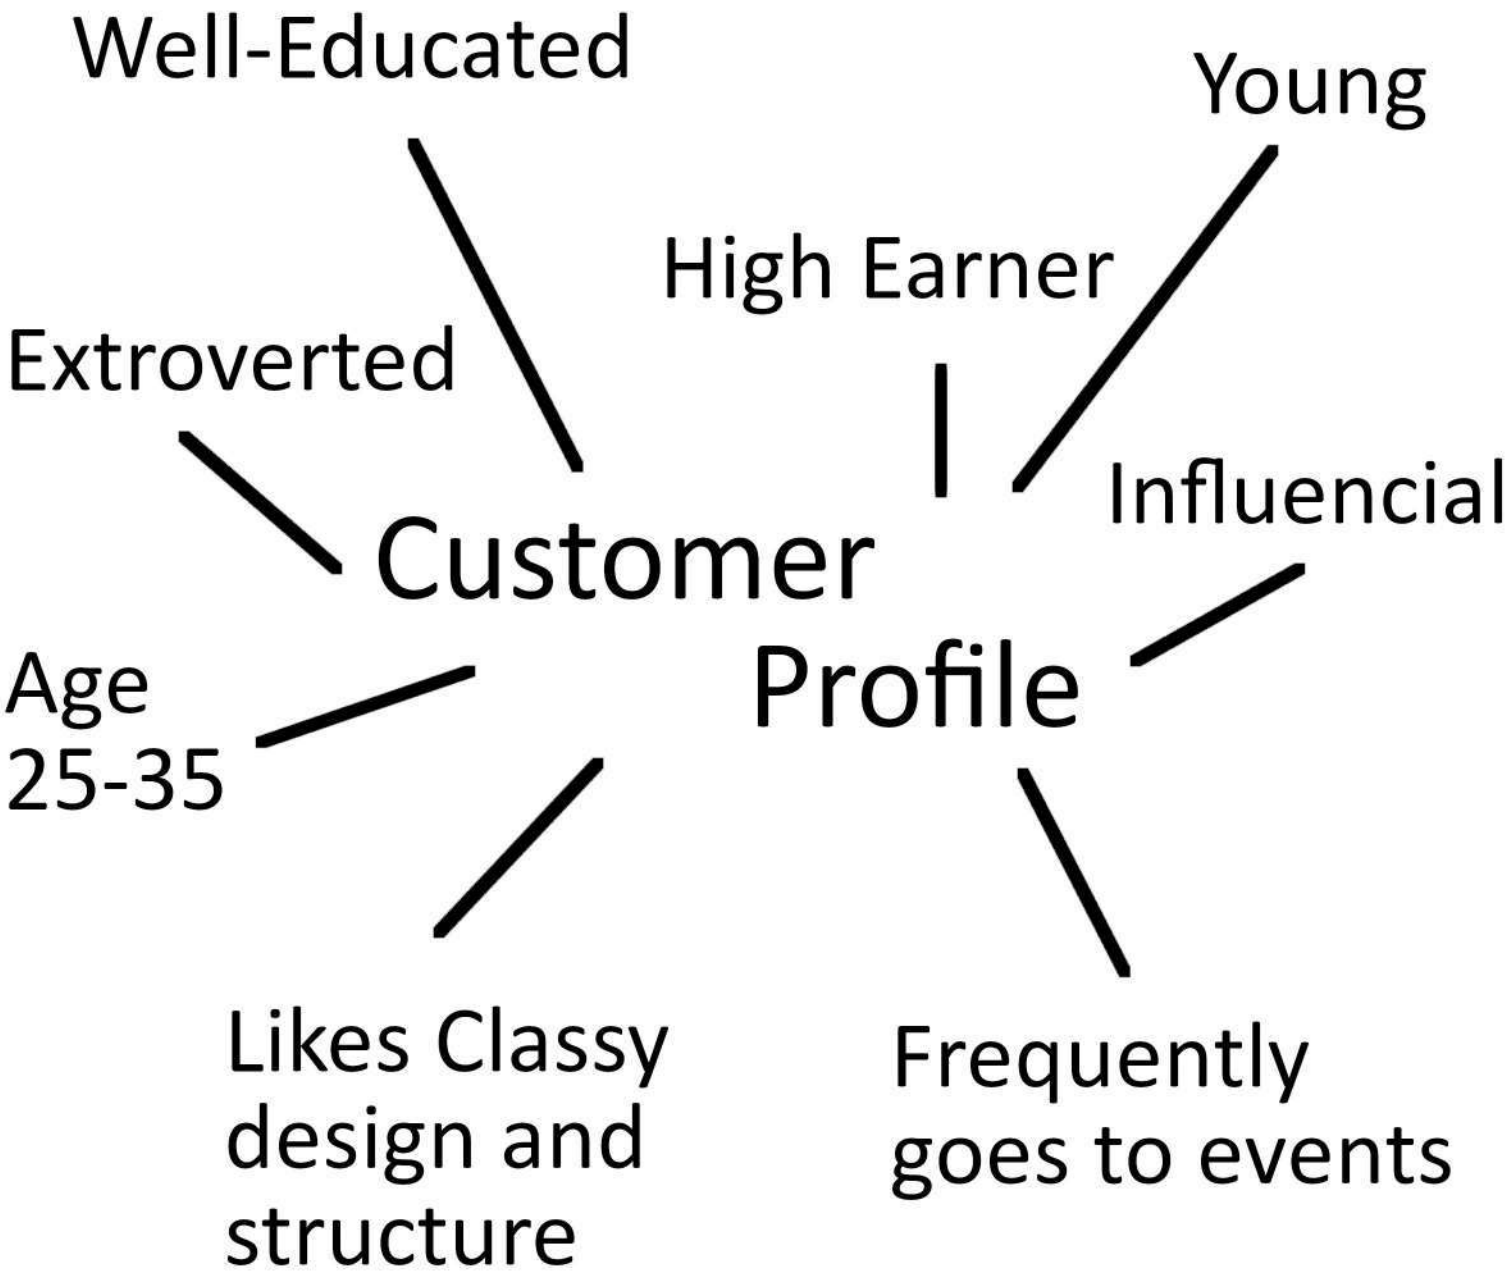 Well-Educated
Young
High Earner
Extroverted
Influencial
Customer
Profile
Age
25-35
Likes Classy
design and
structure
Frequently
goes to events